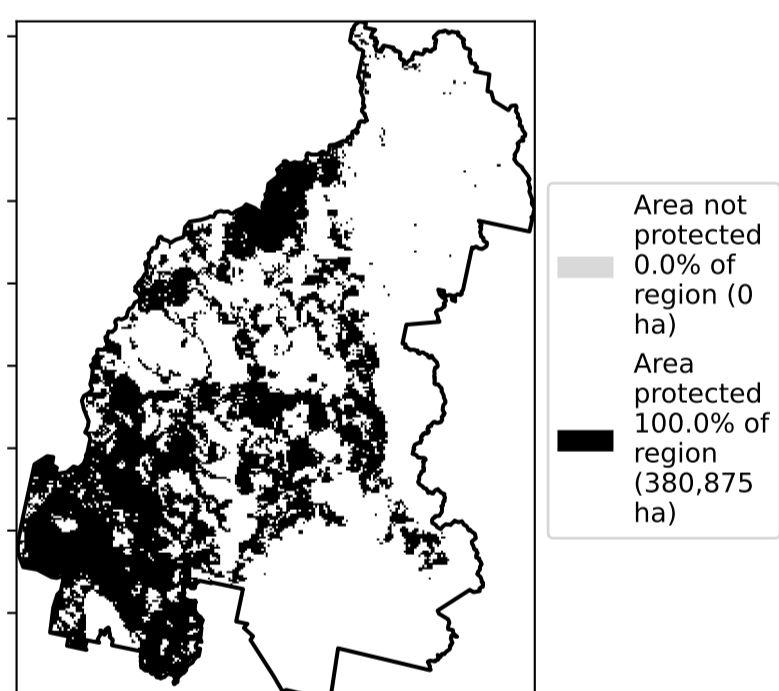 Area not
protected
0.0% of
region (0
ha)
Area
protected
100.0% of
region
(380,875
ha)